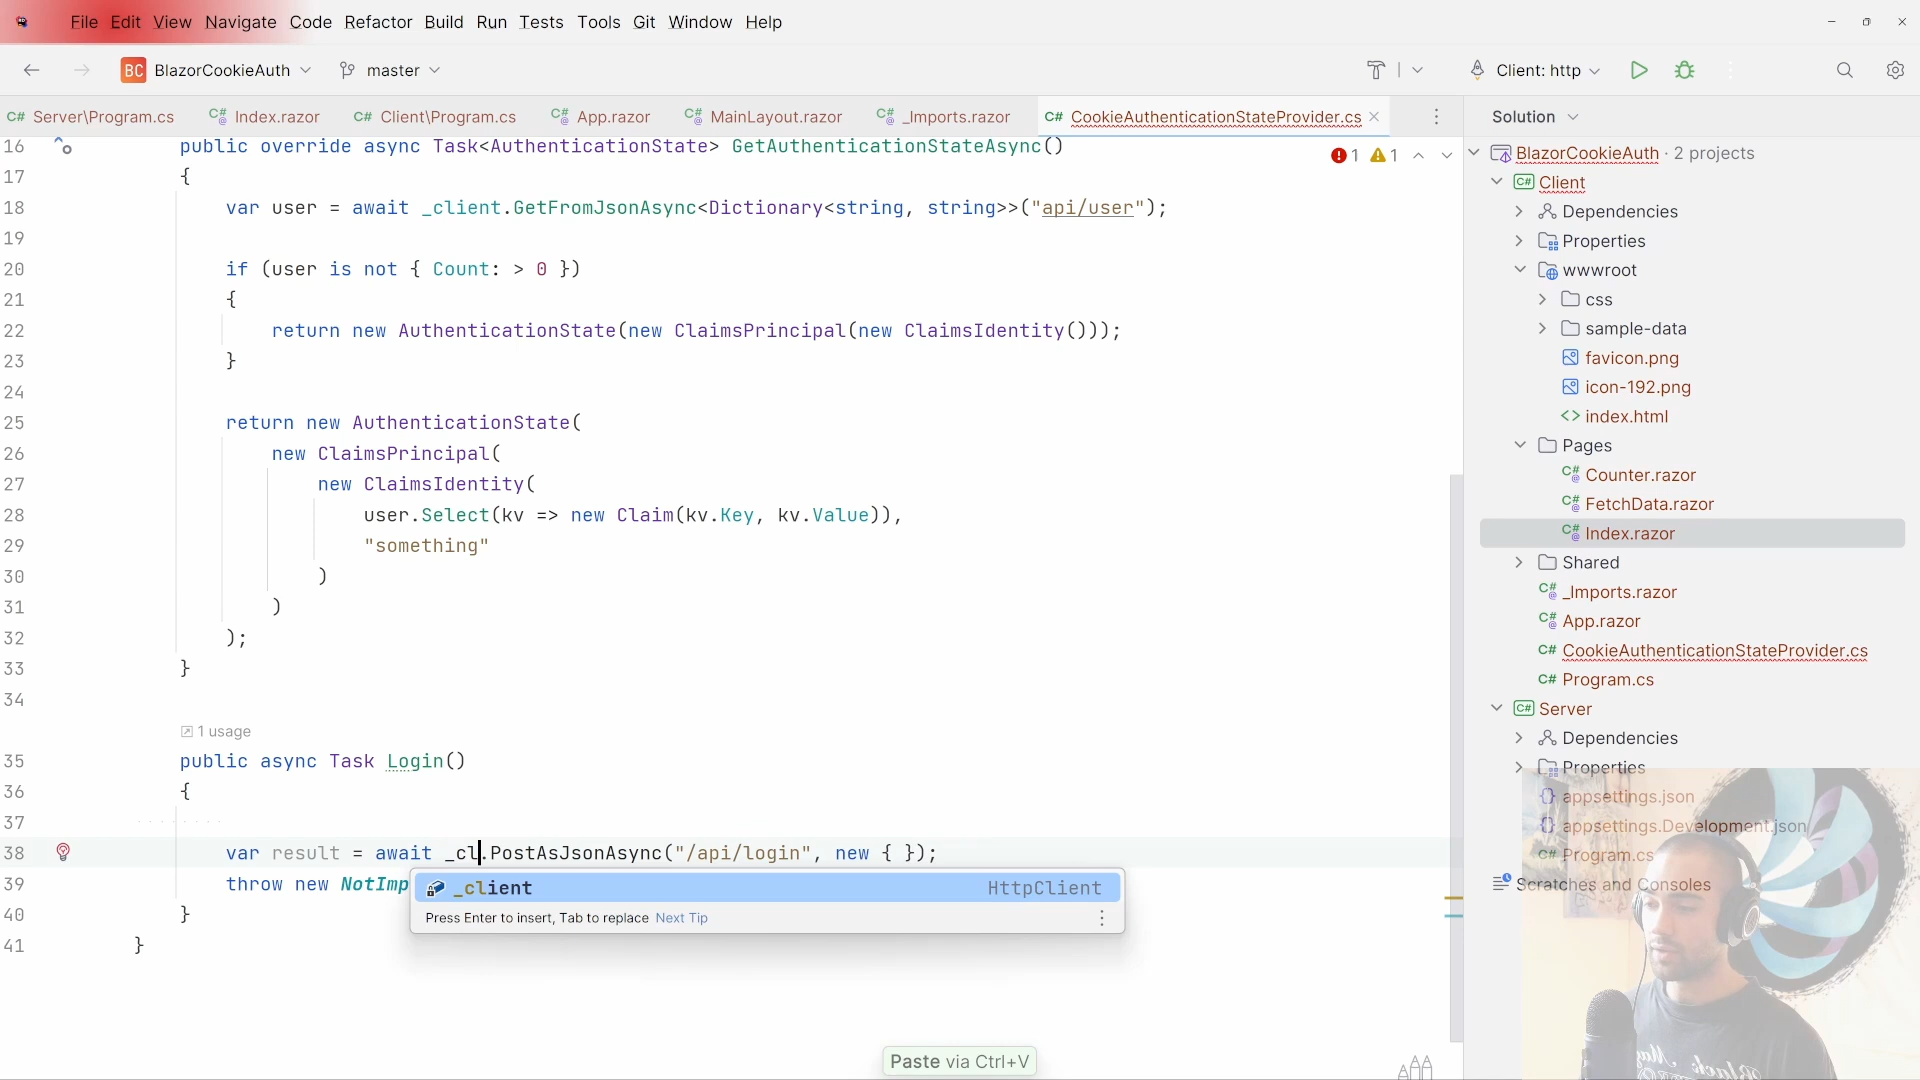 File Edit View Navigate Code Refactor Build Run Tests Tools Git Window Help
BC BlazorCookieAuth master Client: http
C# Server\Program.cs C# Index.razor C# Client\Program.cs C# App.razor C# MainLayout.razor C# _Imports.razor C# CookieAuthenticationStateProvider.cs Solution
16 public override async Task<AuthenticationState> GetAuthenticationStateAsync()
1 1
17 {
18 var user = await _client.GetFromJsonAsync<Dictionary<string, string>>("api/user");
19
20 if (user is not { Count: > 0 })
21 {
22 return new AuthenticationState(new ClaimsPrincipal(new ClaimsIdentity()));
23 }
24
25 return new AuthenticationState(
26 new ClaimsPrincipal(
27 new ClaimsIdentity(
28 user.Select(kv => new Claim(kv.Key, kv.Value)),
29 "something"
30 )
31 )
32 );
33 }
34
1 usage
35 public async Task Login()
36 {
37
38 var result = await _cl.PostAsJsonAsync("/api/login", new { });
39 throw new NotImp
40 }
41 }
_client HttpClient
Press Enter to insert, Tab to replace Next Tip
Paste via Ctrl+V
BlazorCookieAuth · 2 projects
C# Client
Dependencies
Properties
wwwroot
css
sample-data
favicon.png
icon-192.png
<> index.html
Pages
C# Counter.razor
C# FetchData.razor
C# Index.razor
Shared
C# _Imports.razor
C# App.razor
C# CookieAuthenticationStateProvider.cs
C# Program.cs
C# Server
Dependencies
Properties
appsettings.json
appsettings.Development.json
C# Program.cs
Scratches and Consoles